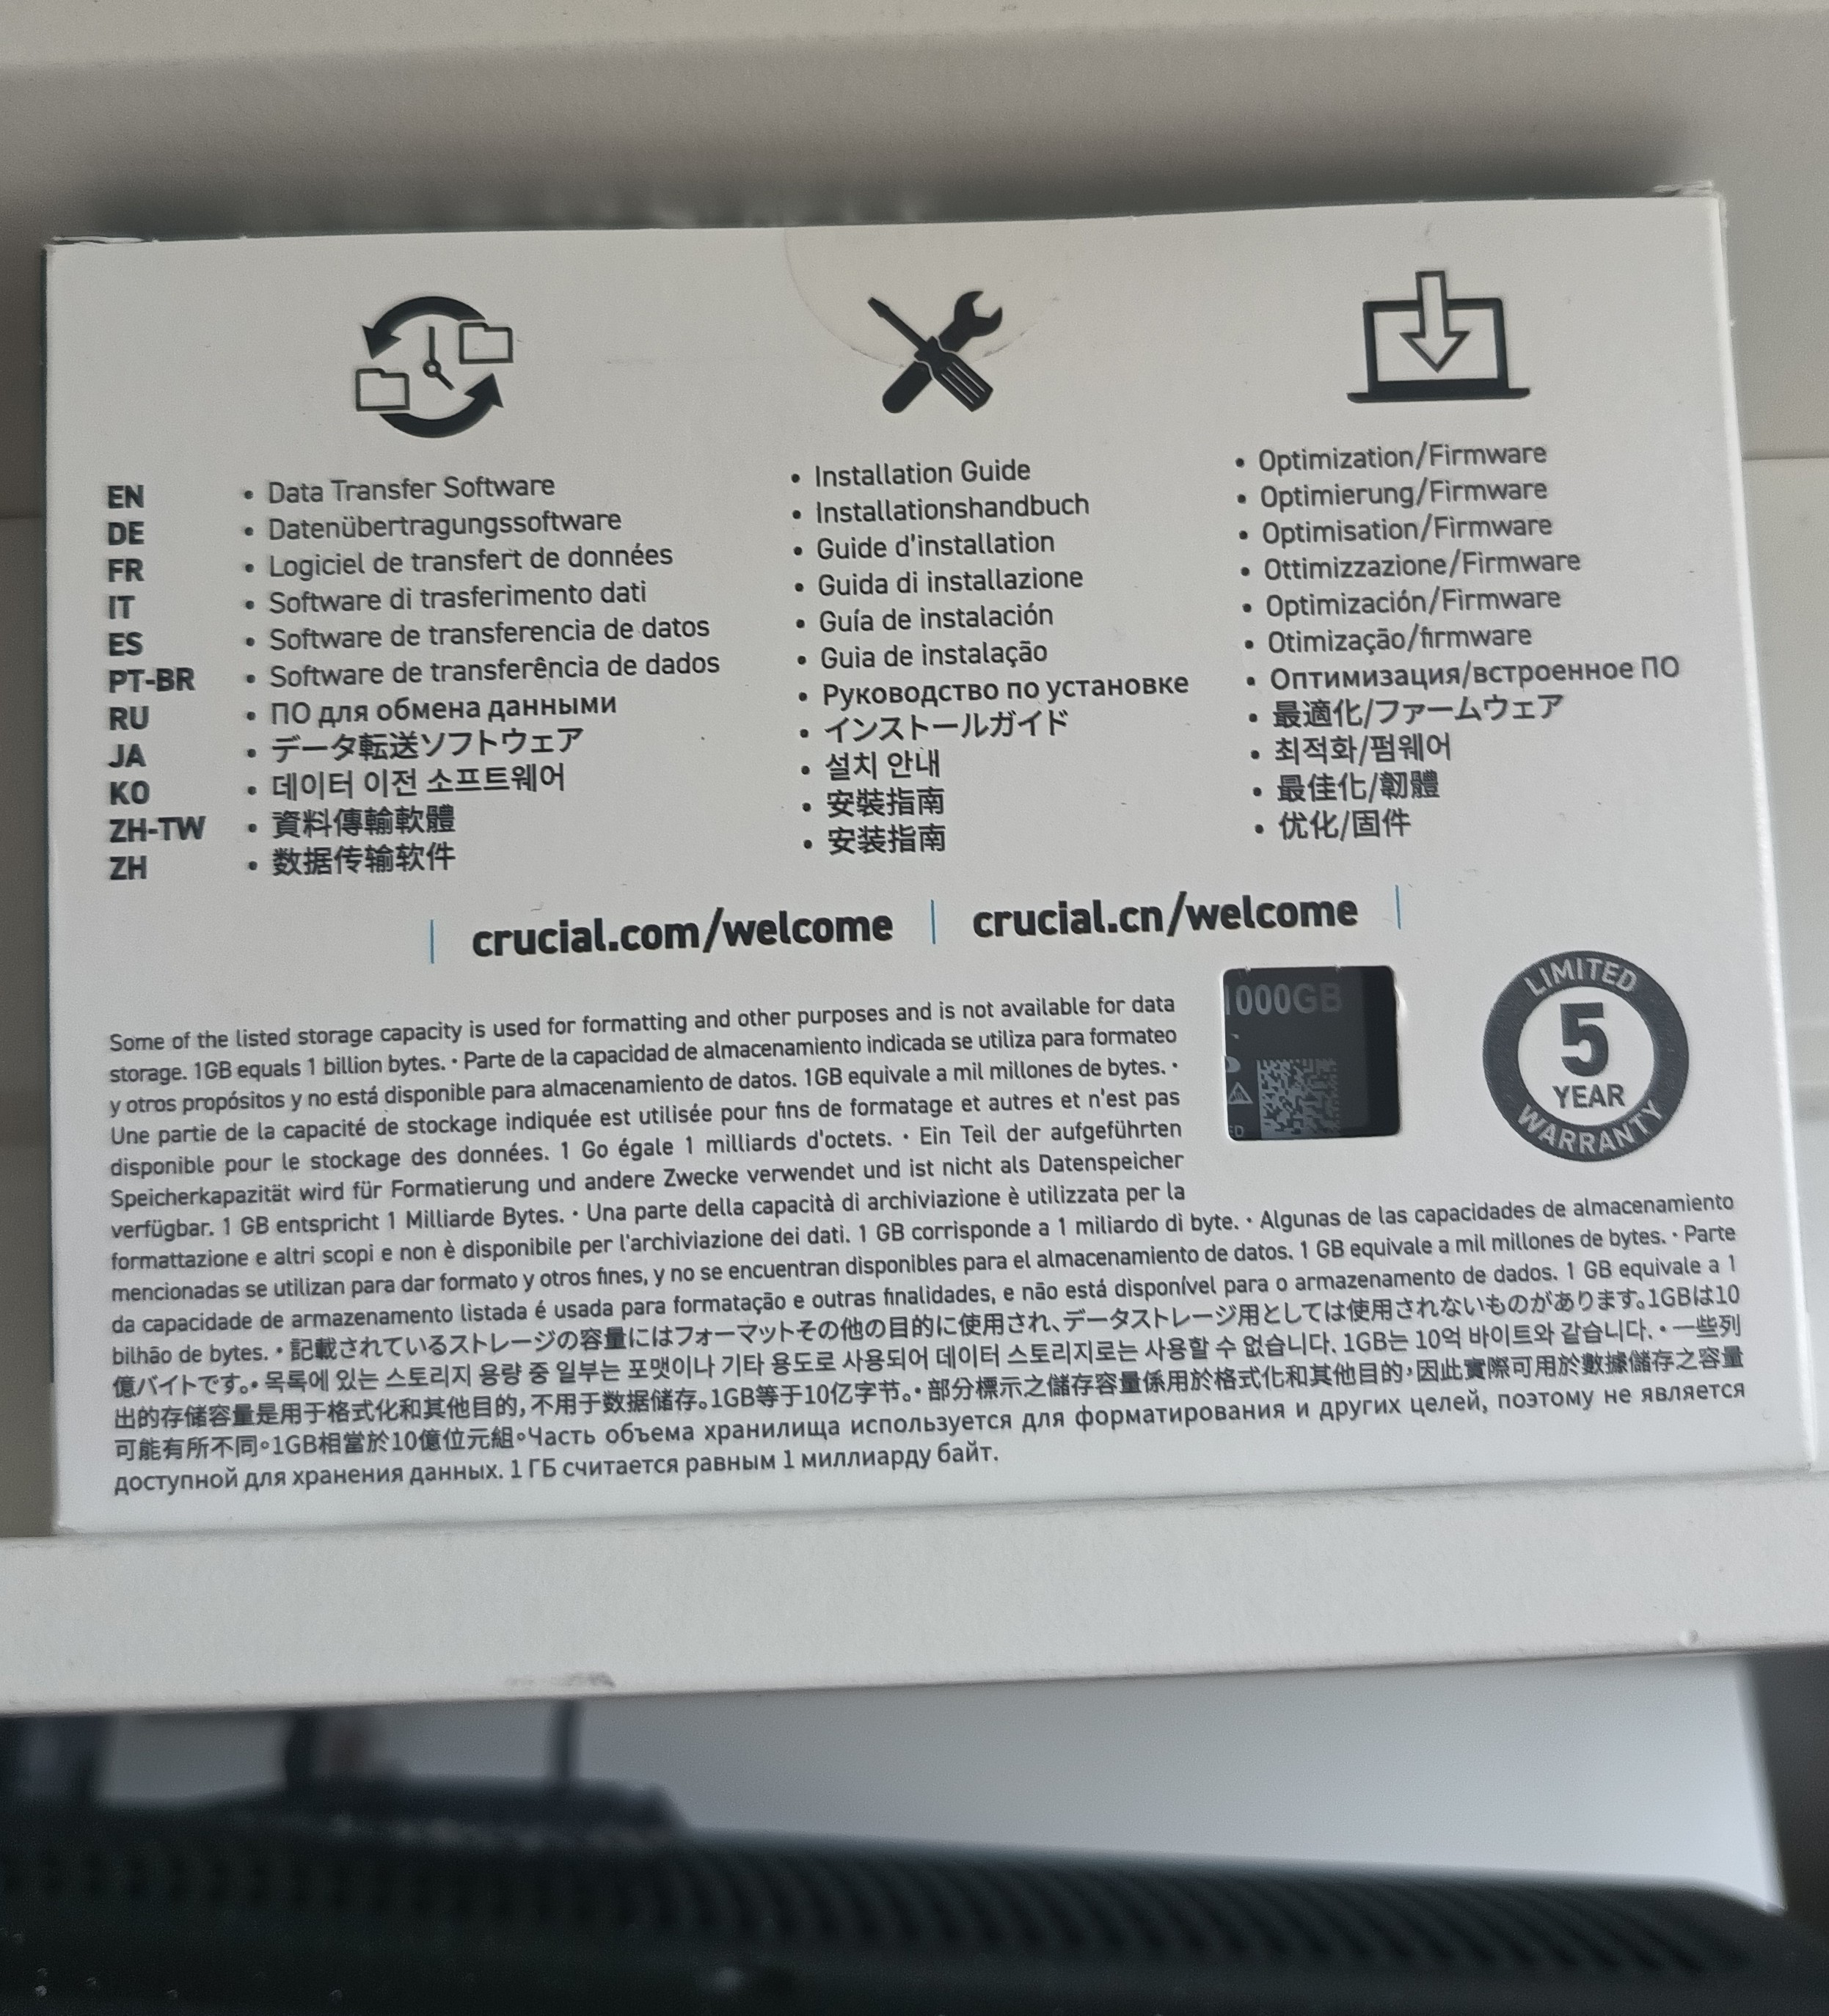 EN • Data Transfer Software • Installation Guide • Optimization/Firmware
DE • Datenübertragungssoftware • Installationshandbuch • Optimierung/Firmware
FR • Logiciel de transfert de données • Guide d'installation • Optimisation/Firmware
IT • Software di trasferimento dati • Guida di installazione • Ottimizzazione/Firmware
ES • Software de transferencia de datos • Guía de instalación • Optimización/Firmware
PT-BR • Software de transferência de dados • Guia de instalação • Otimização/firmware
RU • ПО для обмена данными • Руководство по установке • Оптимизация/встроенное ПО
JA • データ転送ソフトウェア • インストールガイド • 最適化/ファームウェア
KO • 데이터 이전 소프트웨어 • 설치 안내 • 최적화/펌웨어
ZH-TW • 資料傳輸軟體 • 安裝指南 • 最佳化/韌體
ZH • 数据传输软件 • 安装指南 • 优化/固件
| crucial.com/welcome | crucial.cn/welcome |
Some of the listed storage capacity is used for formatting and other purposes and is not available for data
storage. 1GB equals 1 billion bytes. • Parte de la capacidad de almacenamiento indicada se utiliza para formateo
y otros propósitos y no está disponible para almacenamiento de datos. 1GB equivale a mil millones de bytes. •
Une partie de la capacité de stockage indiquée est utilisée pour fins de formatage et autres et n'est pas
disponible pour le stockage des données. 1 Go égale 1 milliards d'octets. • Ein Teil der aufgeführten
Speicherkapazität wird für Formatierung und andere Zwecke verwendet und ist nicht als Datenspeicher
verfügbar. 1 GB entspricht 1 Milliarde Bytes. • Una parte della capacità di archiviazione è utilizzata per la
formattazione e altri scopi e non è disponibile per l'archiviazione dei dati. 1 GB corrisponde a 1 miliardo di byte. • Algunas de las capacidades de almacenamiento
mencionadas se utilizan para dar formato y otros fines, y no se encuentran disponibles para el almacenamiento de datos. 1 GB equivale a mil millones de bytes. • Parte
da capacidade de armazenamento listada é usada para formatação e outras finalidades, e não está disponível para o armazenamento de dados. 1 GB equivale a 1
bilhão de bytes. • 記載されているストレージの容量にはフォーマットその他の目的に使用され、データストレージ用としては使用されないものがあります。1GBは10
億バイトです。• 목록에 있는 스토리지 용량 중 일부는 포맷이나 기타 용도로 사용되어 데이터 스토리지로는 사용할 수 없습니다. 1GB는 10억 바이트와 같습니다. • 一些列
出的存储容量是用于格式化和其他目的,不用于数据储存。1GB等于10亿字节。• 部分標示之儲存容量係用於格式化和其他目的,因此實際可用於數據儲存之容量
可能有所不同。1GB相當於10億位元組。Часть объема хранилища используется для форматирования и других целей, поэтому не является
доступной для хранения данных. 1 ГБ считается равным 1 миллиарду байт.
1000GB
LIMITED
5
YEAR
WARRANTY